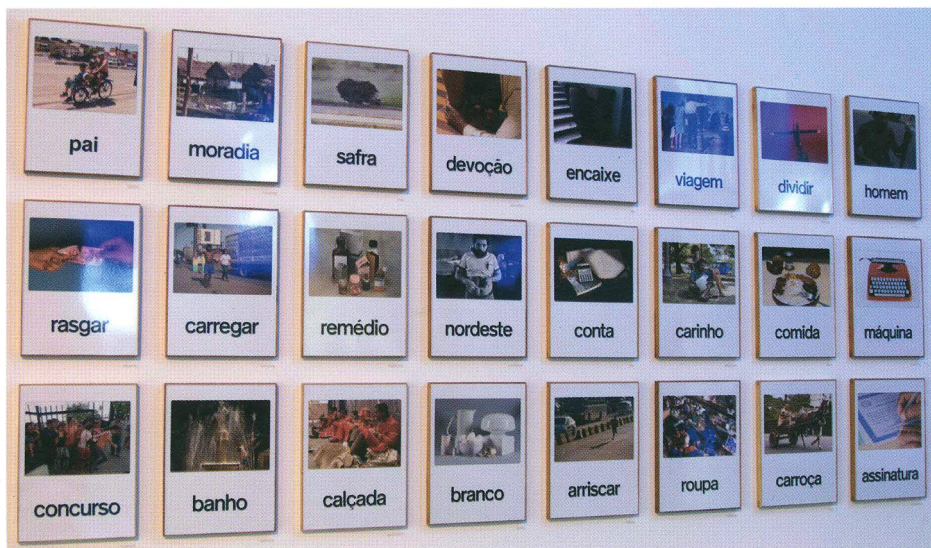 pai moradia safra devoção encaixe viagem dividir homem
rasgar carregar remédio nordeste conta carinho comida máquina
concurso banho calçada branco arriscar roupa carroça assinatura